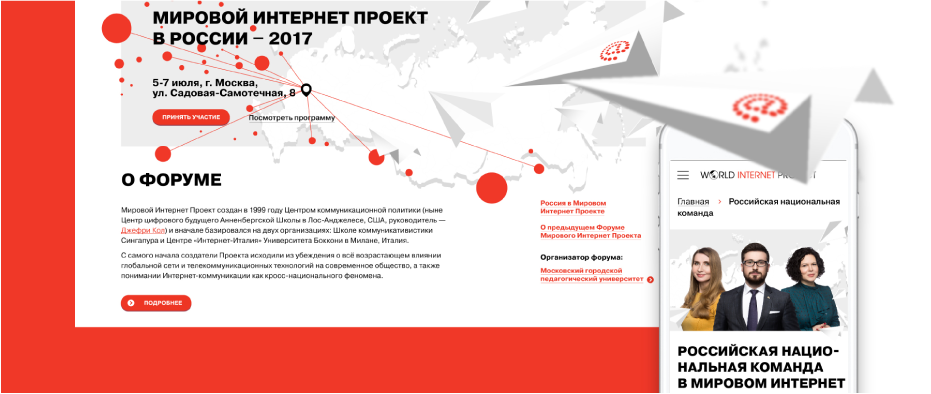 МИРОВОЙ ИНТЕРНЕТ ПРОЕКТ
В РОССИИ – 2017
5-7 июля, г. Москва,
ул. Садовая-Самотечная, 8
ПРИНЯТЬ УЧАСТИЕ
Посмотреть программу
О ФОРУМЕ
Мировой Интернет Проект создан в 1999 году Центром коммуникационной политики (ныне
Центр цифрового будущего Анненбергской Школы в Лос-Анджелесе, США, руководитель —
Джефри Кол) и вначале базировался на двух организациях: Школе коммуникативистики
Сингапура и Центре «Интернет-Италия» Университета Боккони в Милане, Италия.
С самого начала создатели Проекта исходили из убеждения о всё возрастающем влиянии
глобальной сети и телекоммуникационных технологий на современное общество, а также
понимании Интернет-коммуникации как кросс-национального феномена.
ПОДРОБНЕЕ
Россия в Мировом
Интернет Проекте
О предыдущем Форуме
Мирового Интернет Проекта
Организатор форума:
Московский городской
педагогический университет
WORLD INTERNET
Главная > Российская национальная
команда
РОССИЙСКАЯ НАЦИО-
НАЛЬНАЯ КОМАНДА
В МИРОВОМ ИНТЕРНЕТ